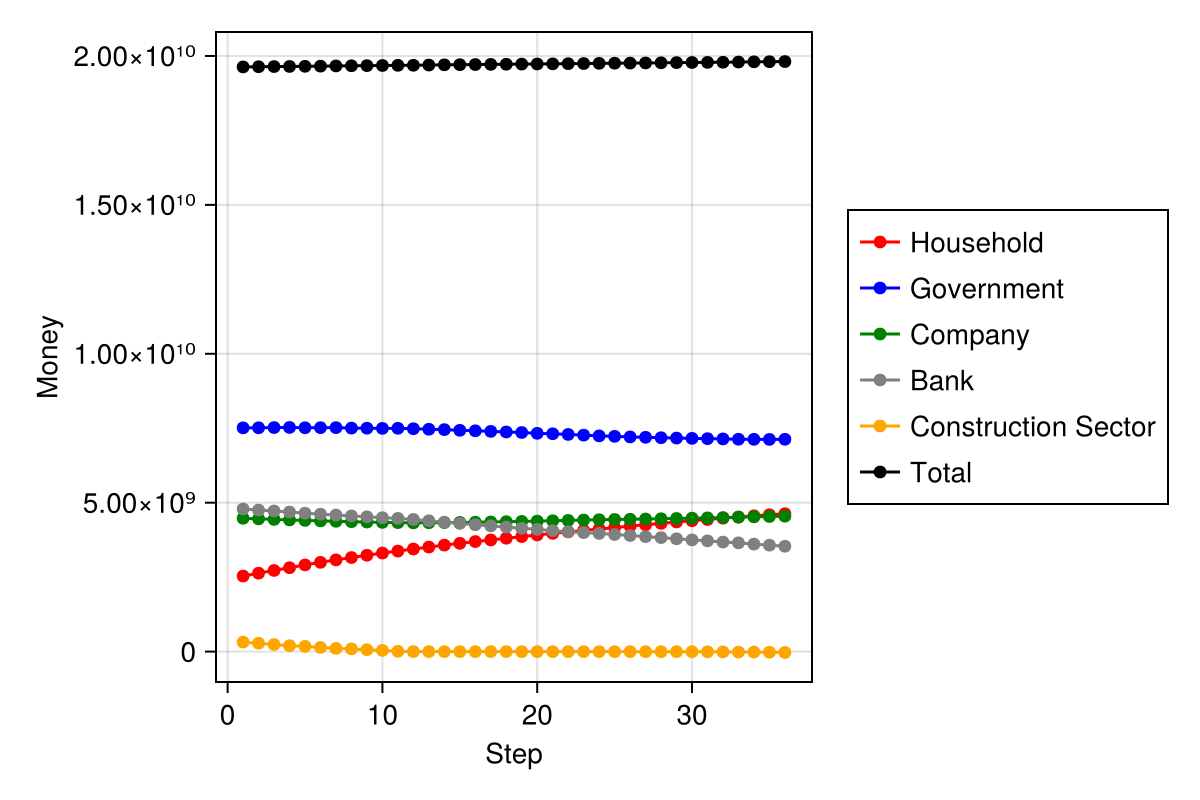 2.00×10¹⁰
1.50×10¹⁰
1.00×10¹⁰
5.00×10⁹
0
Money
0 10 20 30
Step
Household
Government
Company
Bank
Construction Sector
Total